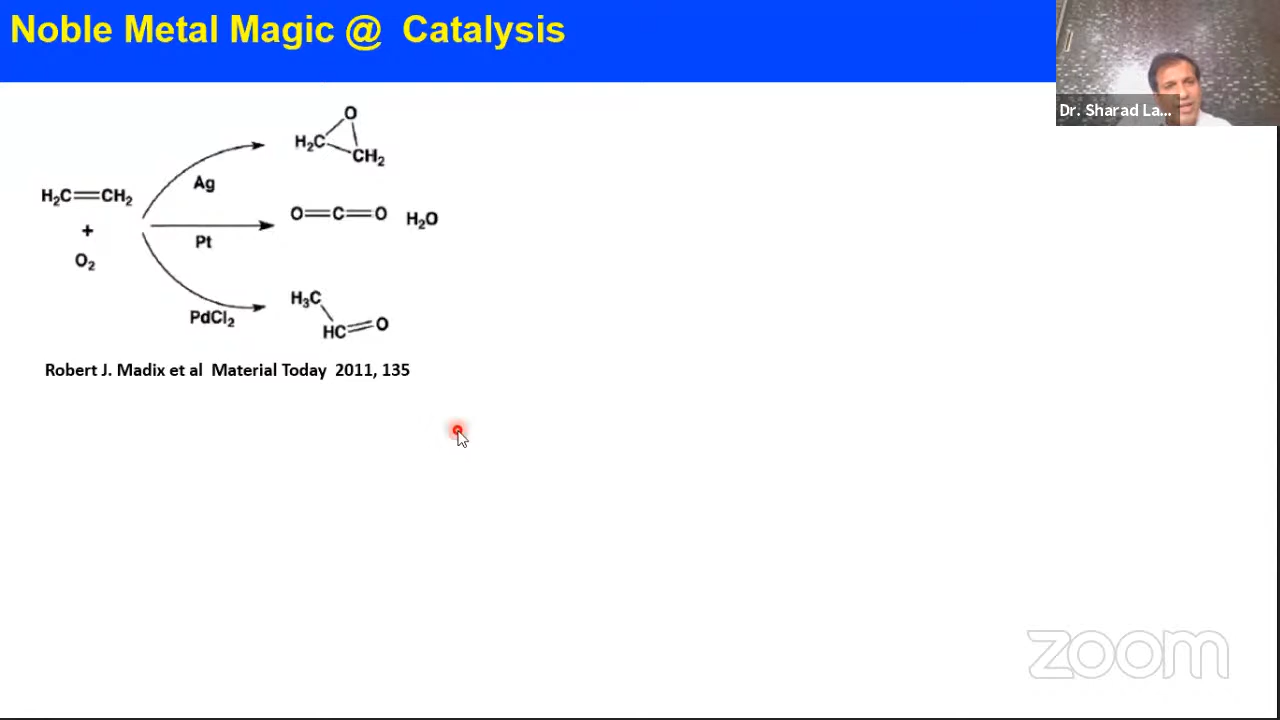 Noble Metal Magic @ Catalysis
Dr. Sharad La...
O
H₂C
CH₂
Ag
H₂C=CH₂
+
O₂
O=C=O H₂O
Pt
H₃C
HC=O
PdCl₂
Robert J. Madix et al Material Today 2011, 135
zoom